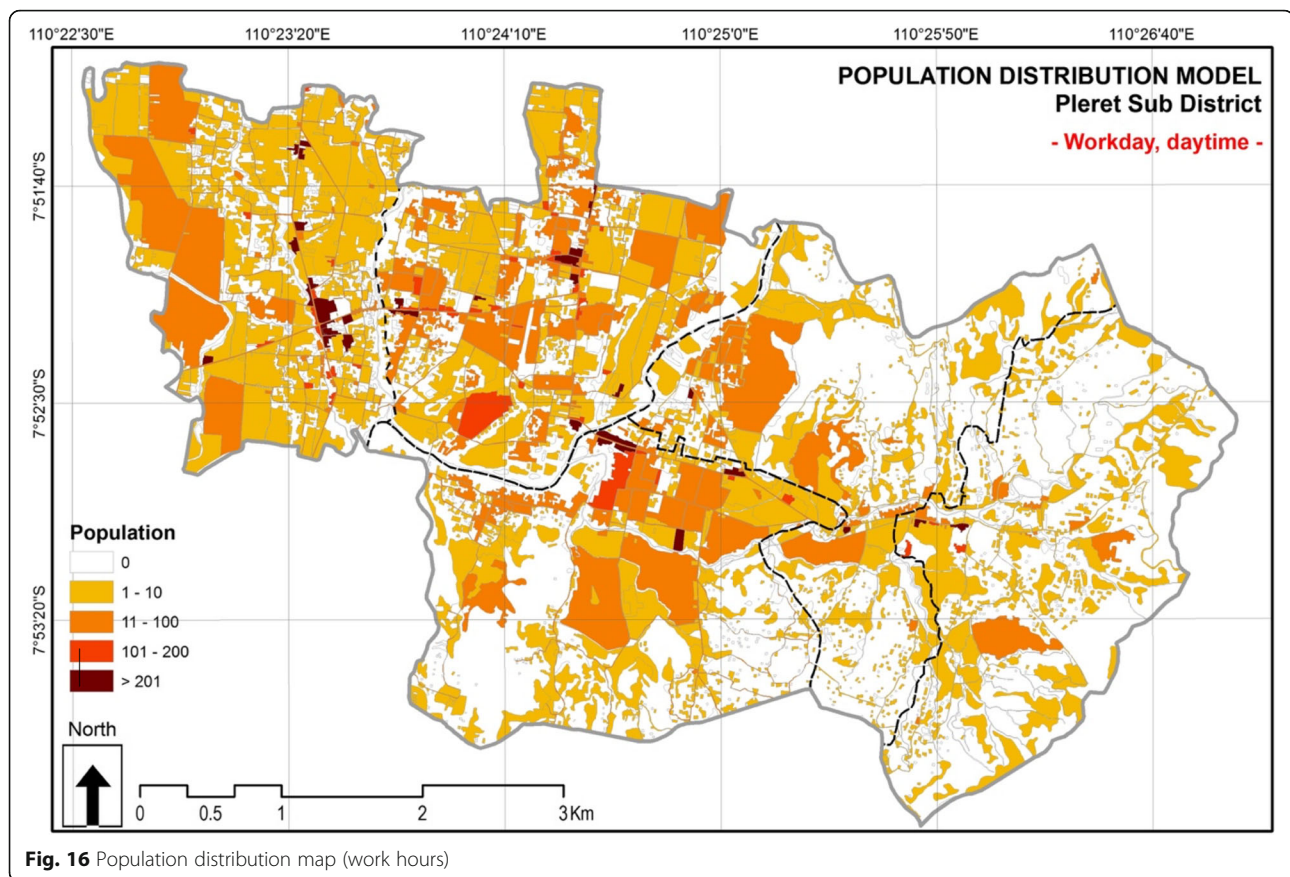 110°22'30"E 110°23'20"E 110°24'10"E 110°25'0"E 110°25'50"E 110°26'40"E
POPULATION DISTRIBUTION MODEL
Pleret Sub District
- Workday, daytime -
7°51'40"S
7°52'30"S
7°53'20"S
Population
0
1 - 10
11 - 100
101 - 200
> 201
North
0 0.5 1 2 3 Km
Fig. 16 Population distribution map (work hours)